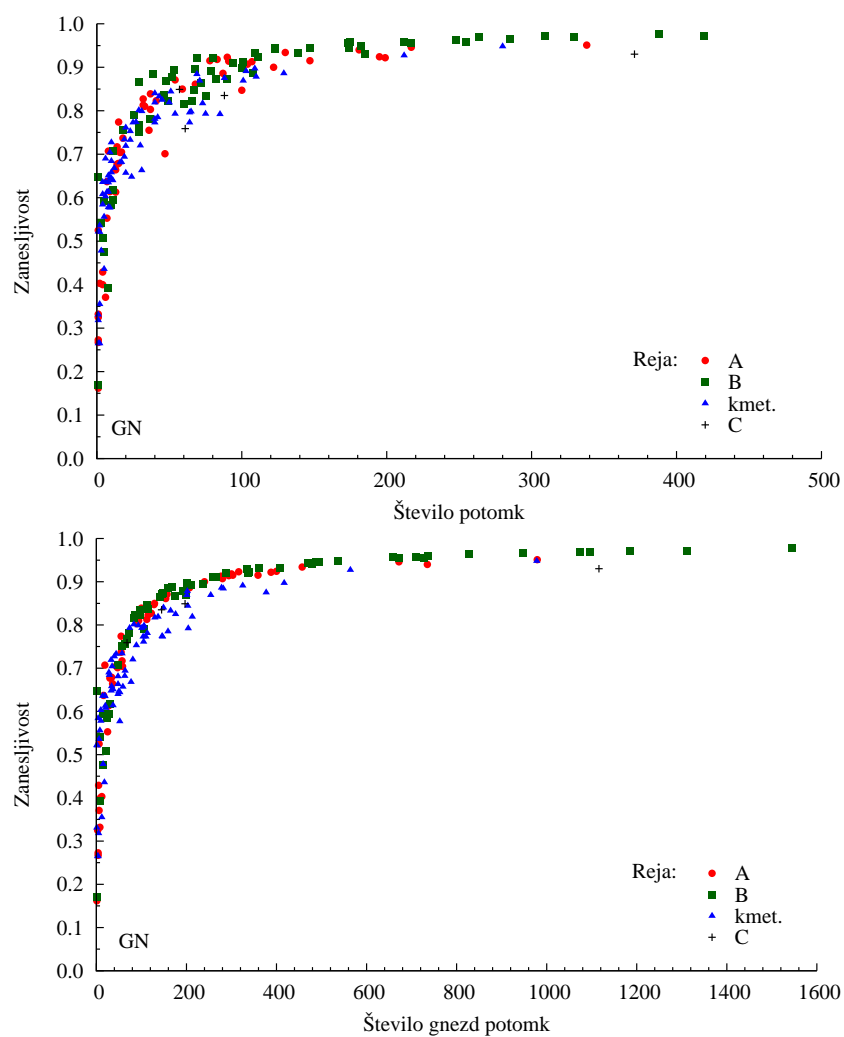 1.0
0.9
0.8
0.7
0.6
0.5
0.4
0.3
0.2
0.1
0.0
Zanesljivost
Reja:
A
B
kmet.
C
GN
0 100 200 300 400 500
Število potomk
1.0
0.9
0.8
0.7
0.6
0.5
0.4
0.3
0.2
0.1
0.0
Zanesljivost
Reja:
A
B
kmet.
C
GN
0 200 400 600 800 1000 1200 1400 1600
Število gnezd potomk